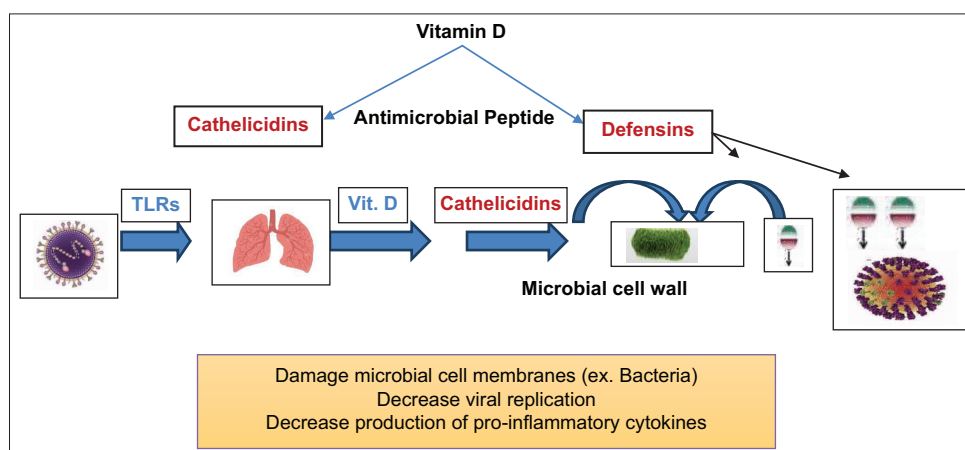 Vitamin D
Cathelicidins
Antimicrobial Peptide
Defensins
TLRs
Vit. D
Cathelicidins
Microbial cell wall
Damage microbial cell membranes (ex. Bacteria)
Decrease viral replication
Decrease production of pro-inflammatory cytokines